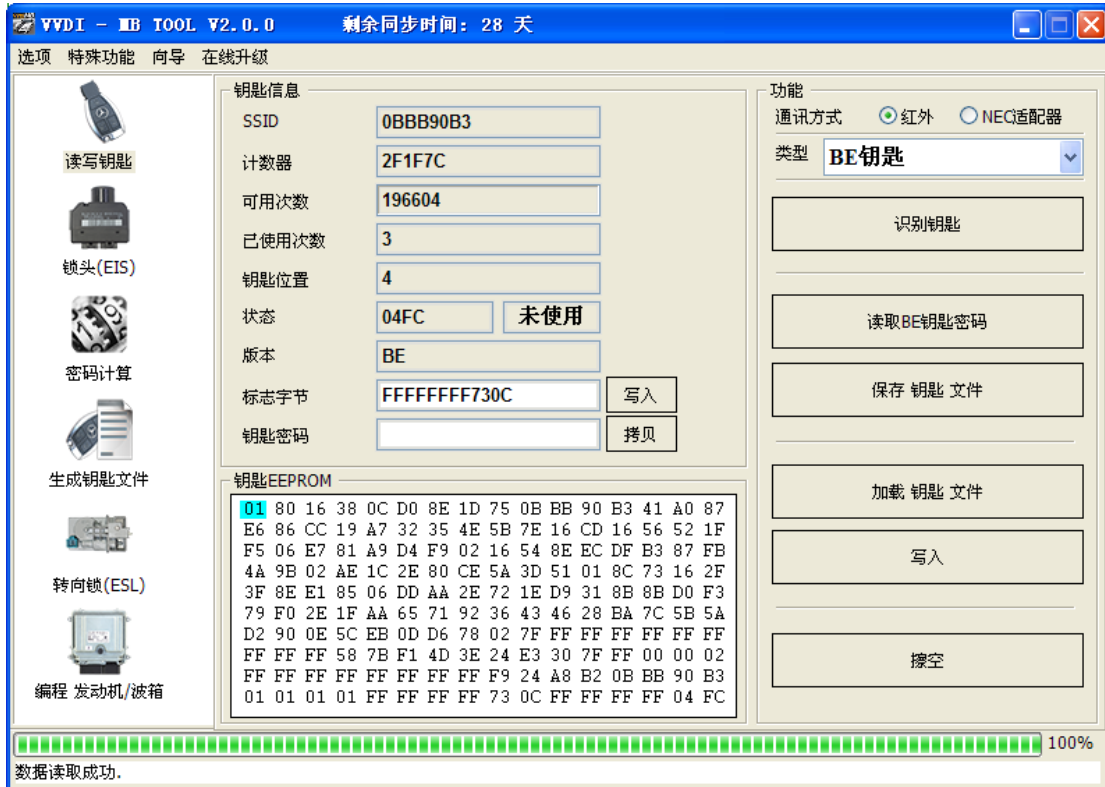 VVDI - MB TOOL V2.0.0 剩余同步时间: 28 天
选项 特殊功能 向导 在线升级
读写钥匙
锁头(EIS)
密码计算
生成钥匙文件
转向锁(ESL)
编程 发动机/波箱
钥匙信息
SSID 0BBB90B3
计数器 2F1F7C
可用次数 196604
已使用次数 3
钥匙位置 4
状态 04FC 未使用
版本 BE
标志字节 FFFFFFFF730C 写入
钥匙密码 拷贝
钥匙EEPROM
01 80 16 38 0C D0 8E 1D 75 0B BB 90 B3 41 A0 87
E6 86 CC 19 A7 32 35 4E 5B 7E 16 CD 16 56 52 1F
F5 06 E7 81 A9 D4 F9 02 16 54 8E EC DF B3 87 FB
4A 9B 02 AE 1C 2E 80 CE 5A 3D 51 01 8C 73 16 2F
3F 8E E1 85 06 DD AA 2E 72 1E D9 31 8B 8B D0 F3
79 F0 2E 1F AA 65 71 92 36 43 46 28 BA 7C 5B 5A
D2 90 0E 5C EB 0D D6 78 02 7F FF FF FF FF FF FF
FF FF FF 58 7B F1 4D 3E 24 E3 30 7F FF 00 00 02
FF FF FF FF FF FF FF FF F9 24 A8 B2 0B BB 90 B3
01 01 01 01 FF FF FF FF 73 0C FF FF FF FF 04 FC
功能
通讯方式 红外 NEC适配器
类型 BE钥匙
识别钥匙
读取BE钥匙密码
保存 钥匙 文件
加载 钥匙 文件
写入
擦空
100%
数据读取成功.